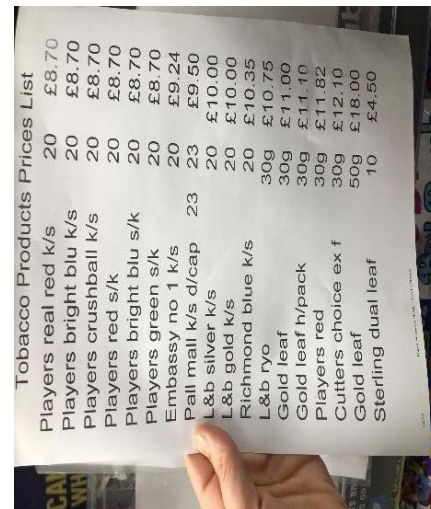 Tobacco Products Prices List
Players real red k/s 20 £8.70
Players bright blu k/s 20 £8.70
Players crushball k/s 20 £8.70
Players red s/k 20 £8.70
Players bright blu s/k 20 £8.70
Players green s/k 20 £8.70
Embassy no 1 k/s 20 £9.24
Pall mall k/s d/cap 23 23 £9.50
L&b silver k/s 20 £10.00
L&b gold k/s 20 £10.00
Richmond blue k/s 20 £10.35
L&b ryo 30g £10.75
Gold leaf 30g £11.00
Gold leaf h/pack 30g £11.10
Players red 30g £11.82
Cutters choice ex f 30g £12.10
Gold leaf 50g £18.00
Sterling dual leaf 10 £4.50